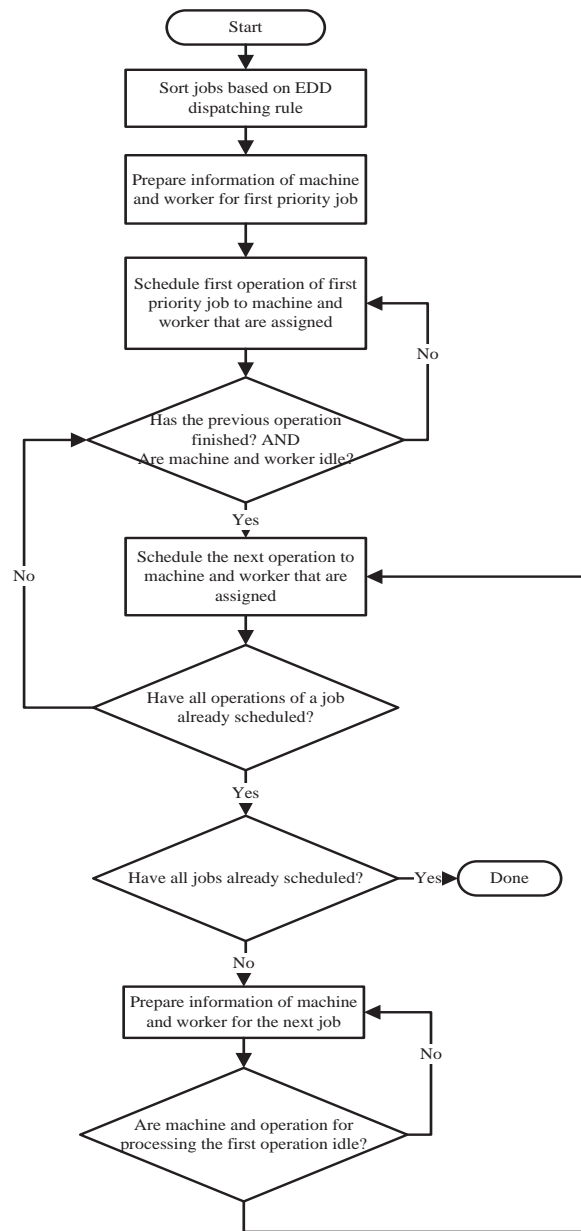 Start
Sort jobs based on EDD
dispatching rule
Prepare information of machine
and worker for first priority job
Schedule first operation of first
priority job to machine and
worker that are assigned
No
Has the previous operation
finished? AND
Are machine and worker idle?
Yes
Schedule the next operation to
machine and worker that are
assigned
No
Have all operations of a job
already scheduled?
Yes
Have all jobs already scheduled?
Yes
Done
No
Prepare information of machine
and worker for the next job
No
Are machine and operation for
processing the first operation idle?